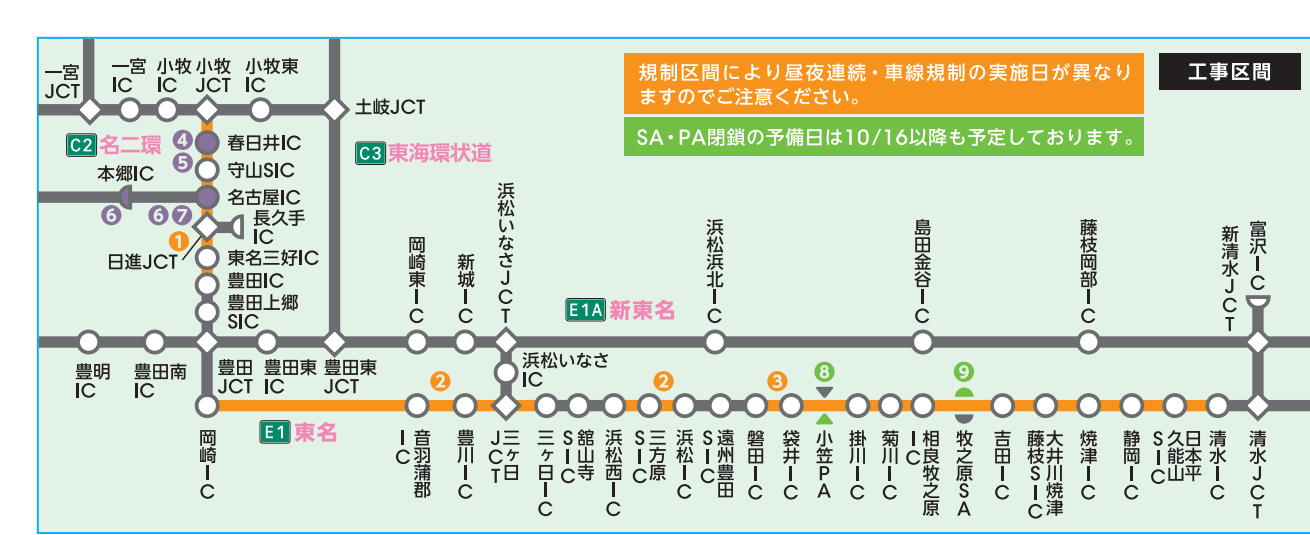 規制区間により昼夜連続・車線規制の実施日が異なり
ますのでご注意ください。
工事区間
SA・PA閉鎖の予備日は10/16以降も予定しております。
一宮
JCT
一宮
IC
小牧
IC
小牧
JCT
小牧東
IC
土岐JCT
C2 名二環
C3 東海環状道
4
春日井IC
5
守山SIC
本郷IC
名古屋IC
6
6 7
長久手
IC
1
日進JCT
東名三好IC
豊田IC
豊田上郷
SIC
豊明
IC
豊田南
IC
豊田
JCT
豊田東
IC
豊田東
JCT
岡崎東IC
新城IC
浜松いなさJCT
E1A 新東名
浜松浜北IC
島田金谷IC
藤枝岡部IC
新清水JCT
富沢IC
浜松いなさ
IC
2
2
3
8
9
E1 東名
岡崎IC
音羽蒲郡
IC
豊川IC
三ヶ日
JCT
三ヶ日IC
舘山寺
SIC
浜松西IC
三方原
SIC
浜松IC
遠州豊田
SIC
磐田IC
袋井IC
小笠PA
掛川IC
菊川IC
相良牧之原
IC
牧之原SA
吉田IC
大井川焼津
藤枝SIC
焼津IC
静岡IC
日本平
久能山
SIC
清水IC
清水JCT